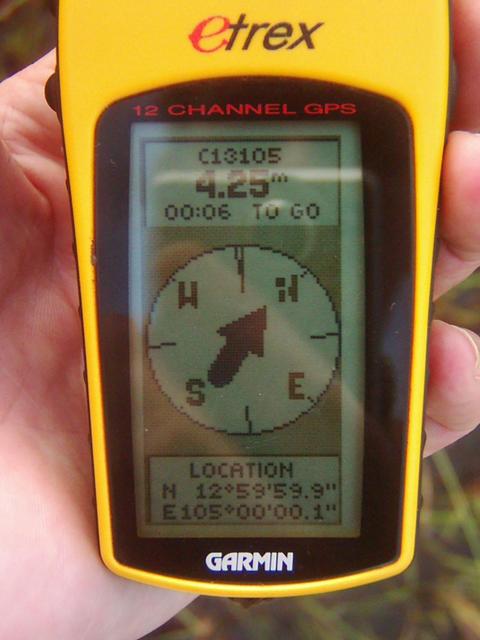 etrex
12 CHANNEL GPS
C13105
4.25m
00:06 TO GO
W N
S E
LOCATION
N 12°59'59.9"
E105°00'00.1"
GARMIN